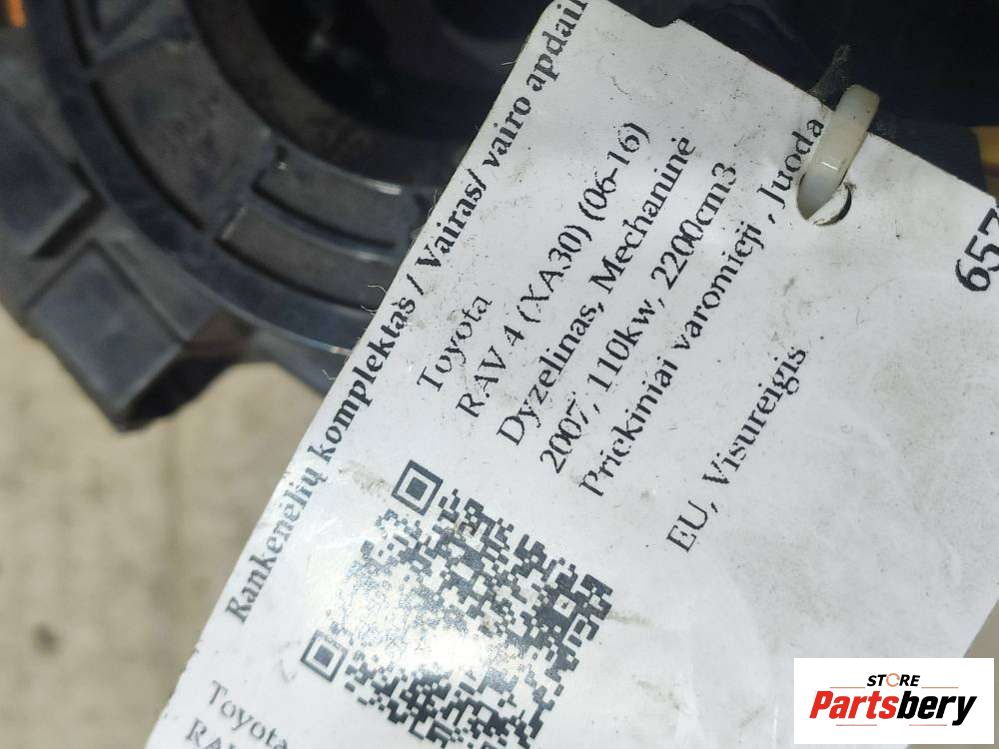 Rankenėlių komplektas / Vairas/ vairo apdail
Toyota
RAV 4 (XA30) (06-16)
Dyzelinas, Mechaninė
2007, 110kw, 2200cm3
Priekiniai varomieji , Juoda
EU, Visureigis
657
Toyota
STORE
Partsbery